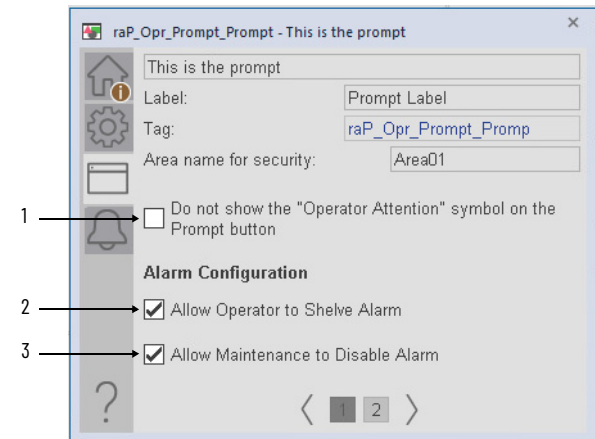 raP_Opr_Prompt_Prompt - This is the prompt
This is the prompt
Label: Prompt Label
Tag: raP_Opr_Prompt_Promp
Area name for security: Area01
1
Do not show the "Operator Attention" symbol on the
Prompt button
Alarm Configuration
2
Allow Operator to Shelve Alarm
3
Allow Maintenance to Disable Alarm
1 2